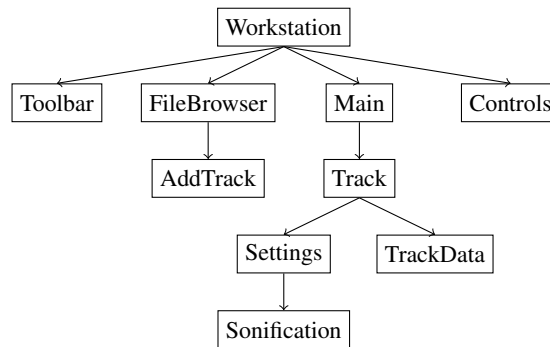 Workstation
Toolbar
FileBrowser
Main
Controls
AddTrack
Track
Settings
TrackData
Sonification